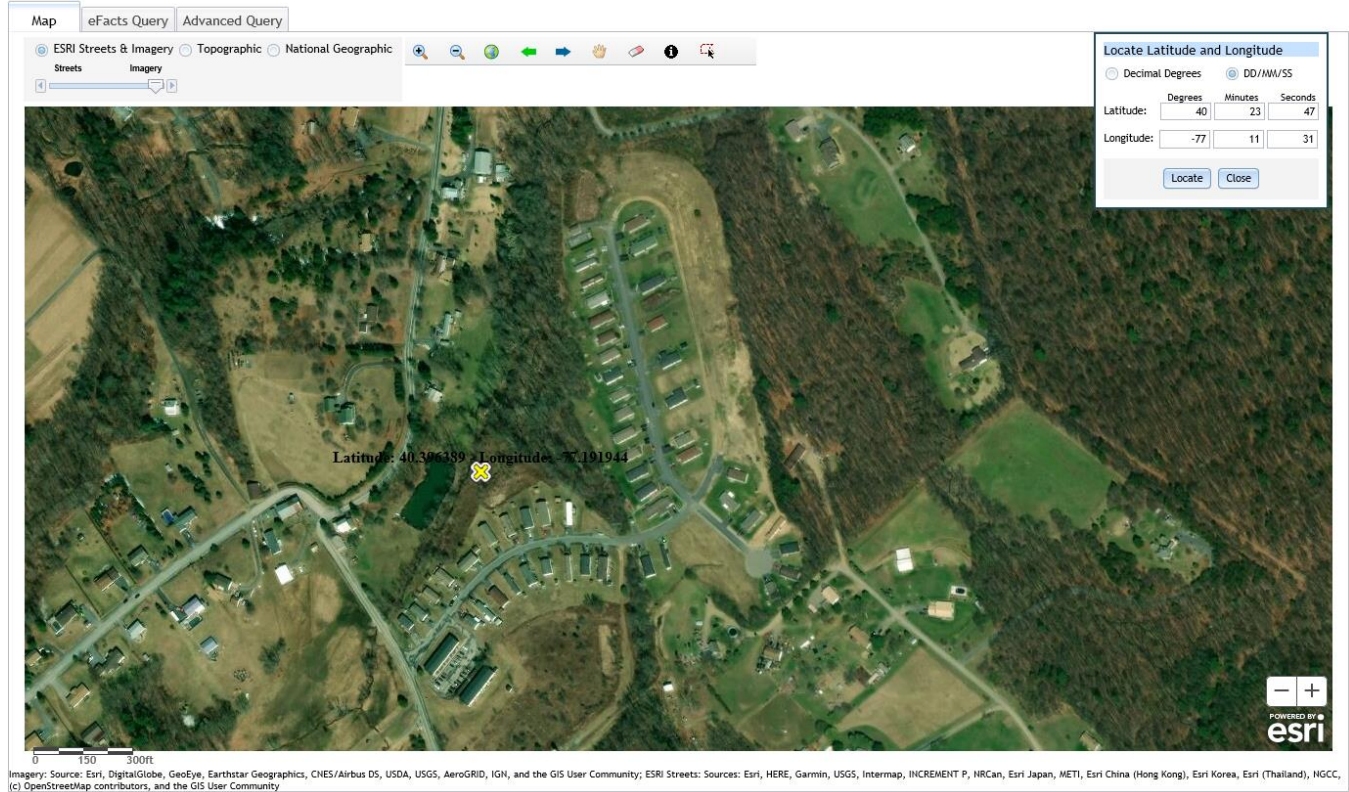 Map eFacts Query Advanced Query
ESRI Streets & Imagery Topographic National Geographic
Streets Imagery
Locate Latitude and Longitude
Decimal Degrees DD/MM/SS
Degrees Minutes Seconds
Latitude: 40 23 47
Longitude: -77 11 31
Locate Close
Latitude: 40.396389 - Longitude: -77.191944
POWERED BY
esri
0 150 300ft
Imagery: Source: Esri, DigitalGlobe, GeoEye, Earthstar Geographics, CNES/Airbus DS, USDA, USGS, AeroGRID, IGN, and the GIS User Community; ESRI Streets: Sources: Esri, HERE, Garmin, USGS, Intermap, INCREMENT P, NRCan, Esri Japan, METI, Esri China (Hong Kong), Esri Korea, Esri (Thailand), NGCC,
(c) OpenStreetMap contributors, and the GIS User Community